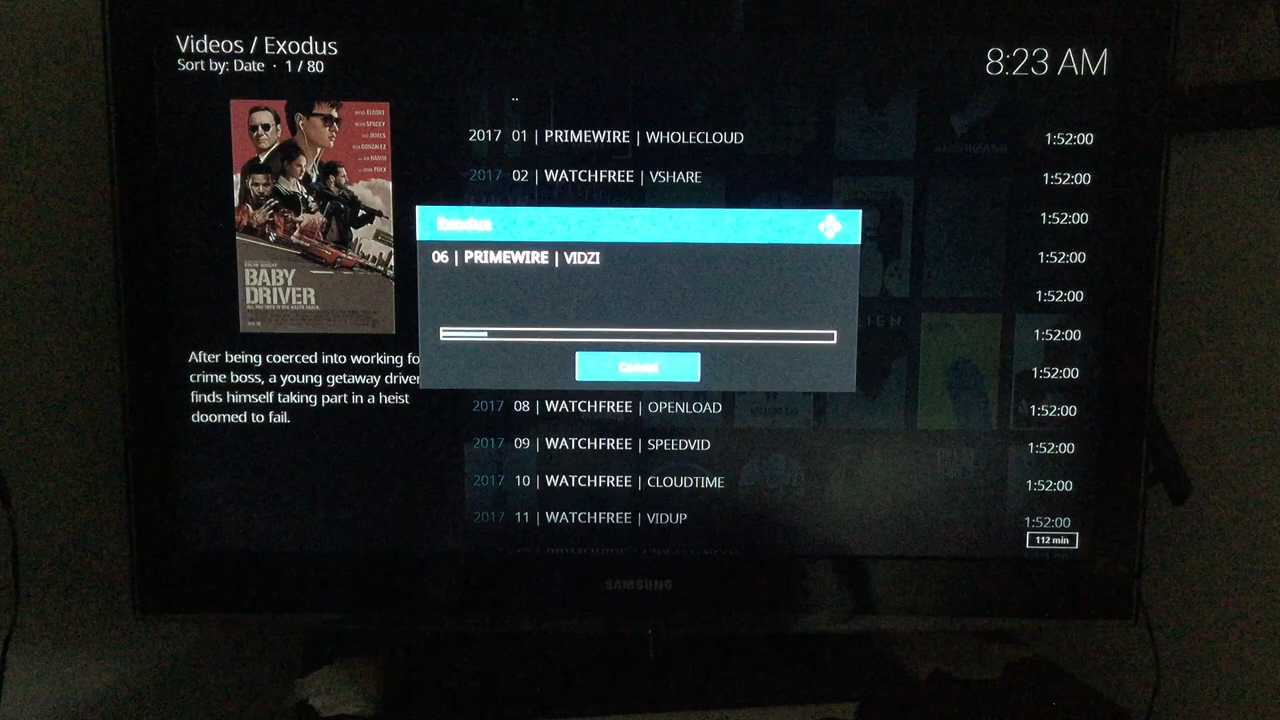 Videos / Exodus
Sort by: Date · 1 / 80
8:23 AM
..
2017 01 | PRIMEWIRE | WHOLECLOUD 1:52:00
2017 02 | WATCHFREE | VSHARE 1:52:00
1:52:00
1:52:00
1:52:00
1:52:00
1:52:00
Exodus
06 | PRIMEWIRE | VIDZI
Cancel
2017 08 | WATCHFREE | OPENLOAD 1:52:00
2017 09 | WATCHFREE | SPEEDVID 1:52:00
2017 10 | WATCHFREE | CLOUDTIME 1:52:00
2017 11 | WATCHFREE | VIDUP 1:52:00
112 min
BABY
DRIVER
After being coerced into working fo
crime boss, a young getaway driver
finds himself taking part in a heist
doomed to fail.
SAMSUNG